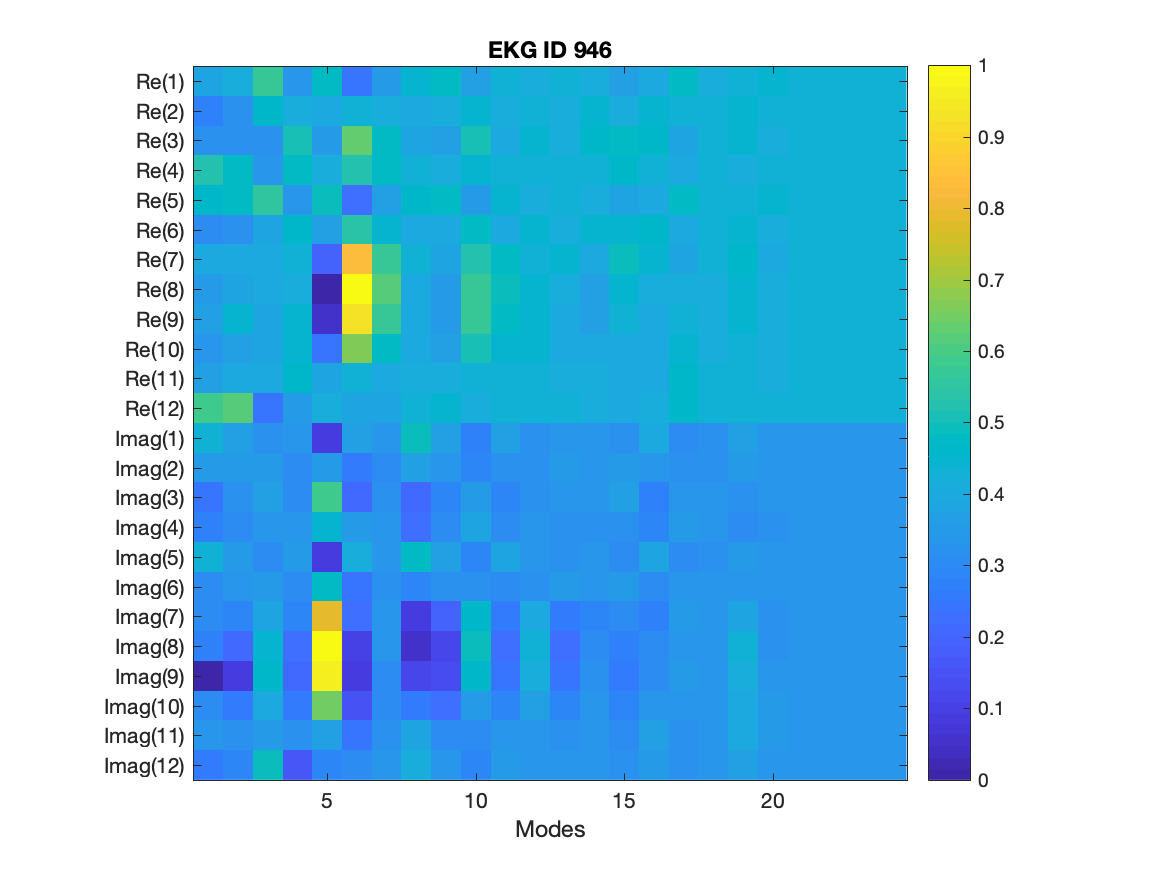 EKG ID 946
Re(1)
Re(2)
Re(3)
Re(4)
Re(5)
Re(6)
Re(7)
Re(8)
Re(9)
Re(10)
Re(11)
Re(12)
Imag(1)
Imag(2)
Imag(3)
Imag(4)
Imag(5)
Imag(6)
Imag(7)
Imag(8)
Imag(9)
Imag(10)
Imag(11)
Imag(12)
5 10 15 20
Modes
1
0.9
0.8
0.7
0.6
0.5
0.4
0.3
0.2
0.1
0